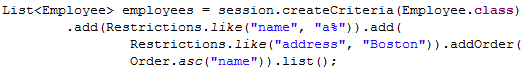 List<Employee> employees = session.createCriteria(Employee.class)
.add(Restrictions.like("name", "a%")).add(
Restrictions.like("address", "Boston")).addOrder(
Order.asc("name")).list();